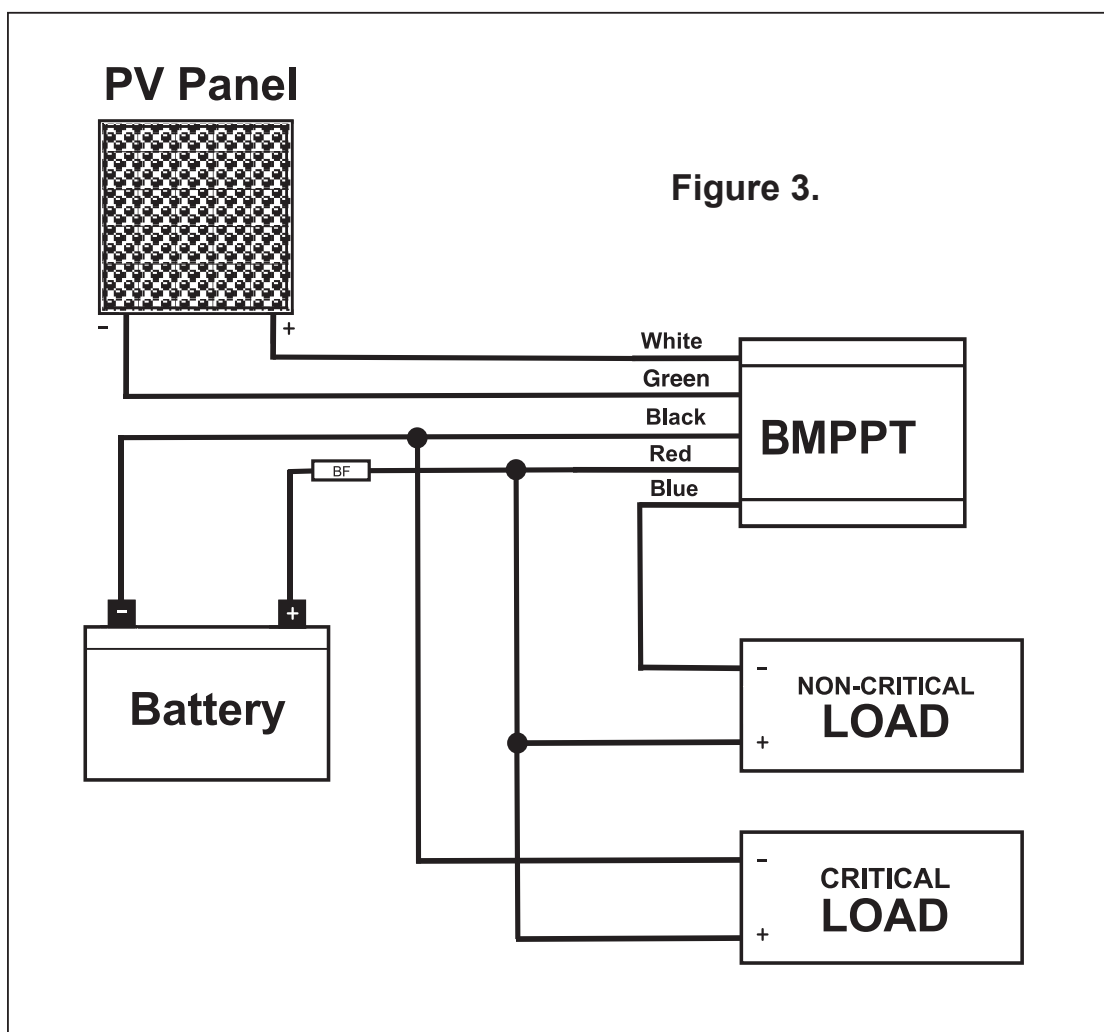 PV Panel
Figure 3.
- +
White
Green
Black
Red
Blue
BMPPT
BF
- +
Battery
-
NON-CRITICAL
LOAD
+
-
CRITICAL
LOAD
+